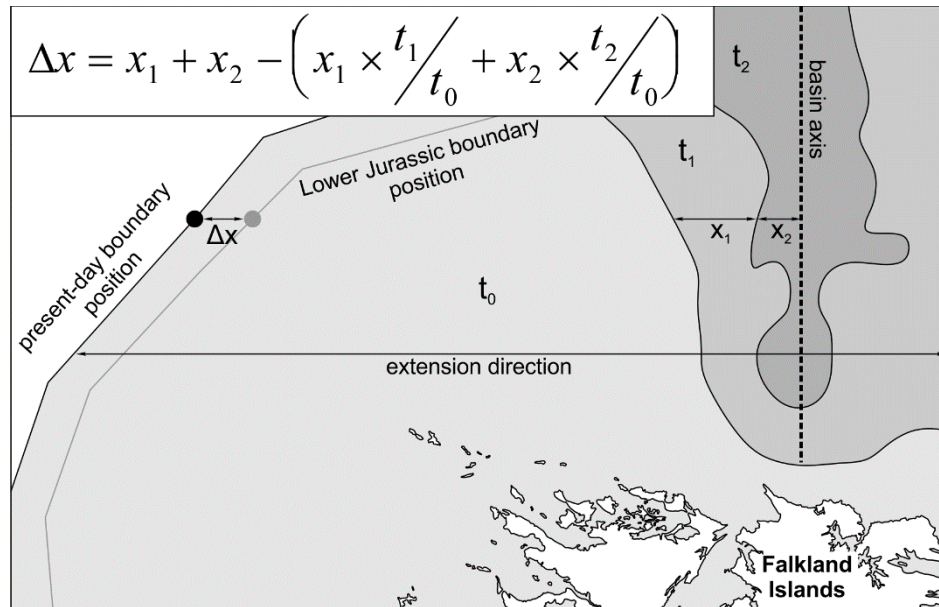 Δx = x₁ + x₂ − (x₁ × t₁/t₀ + x₂ × t₂/t₀)
t₂
basin axis
Lower Jurassic boundary
position
t₁
Δx
x₁
x₂
present-day boundary
position
t₀
extension direction
Falkland
Islands